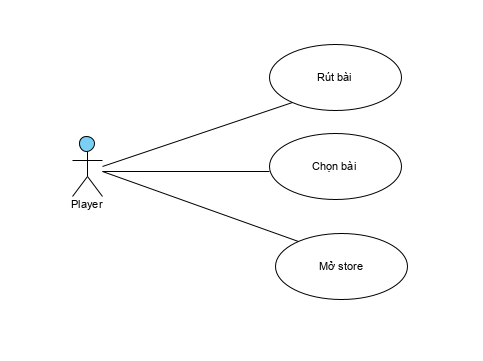 Rút bài
Chọn bài
Player
Mở store